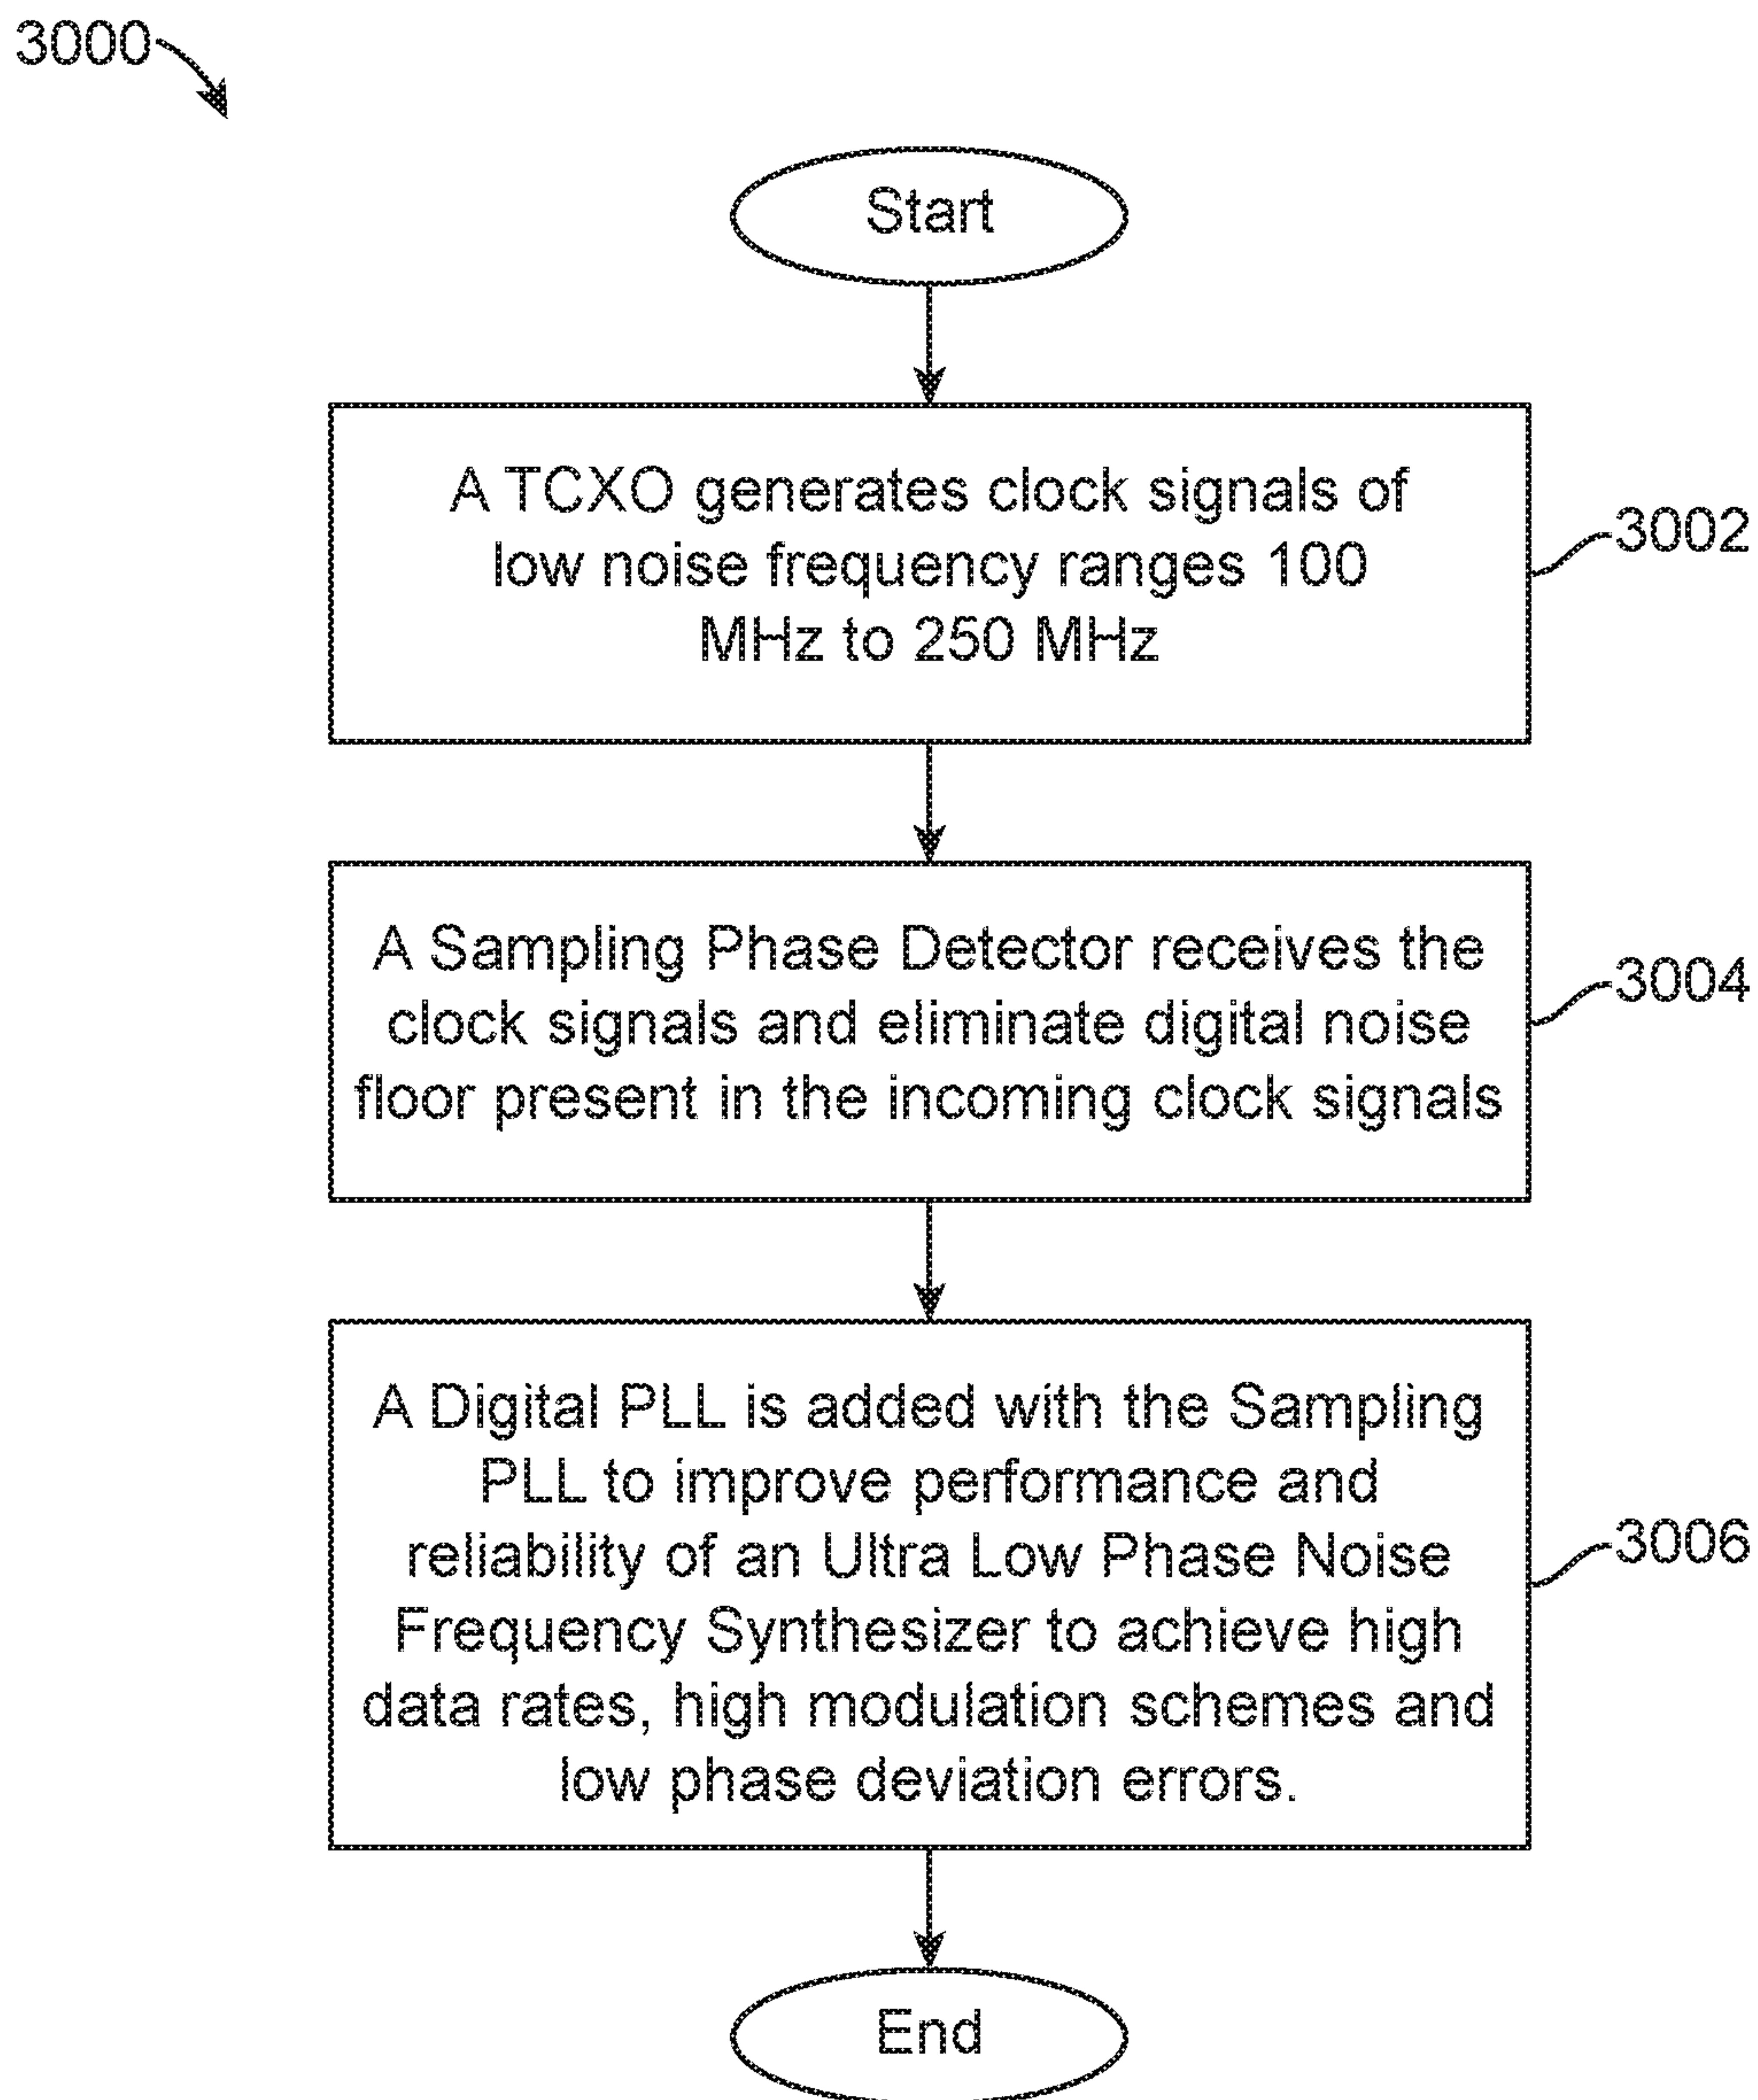 3000
Start
A TCXO generates clock signals of
low noise frequency ranges 100
MHz to 250 MHz
3002
A Sampling Phase Detector receives the
clock signals and eliminate digital noise
floor present in the incoming clock signals
3004
A Digital PLL is added with the Sampling
PLL to improve performance and
reliability of an Ultra Low Phase Noise
Frequency Synthesizer to achieve high
data rates, high modulation schemes and
low phase deviation errors.
3006
End